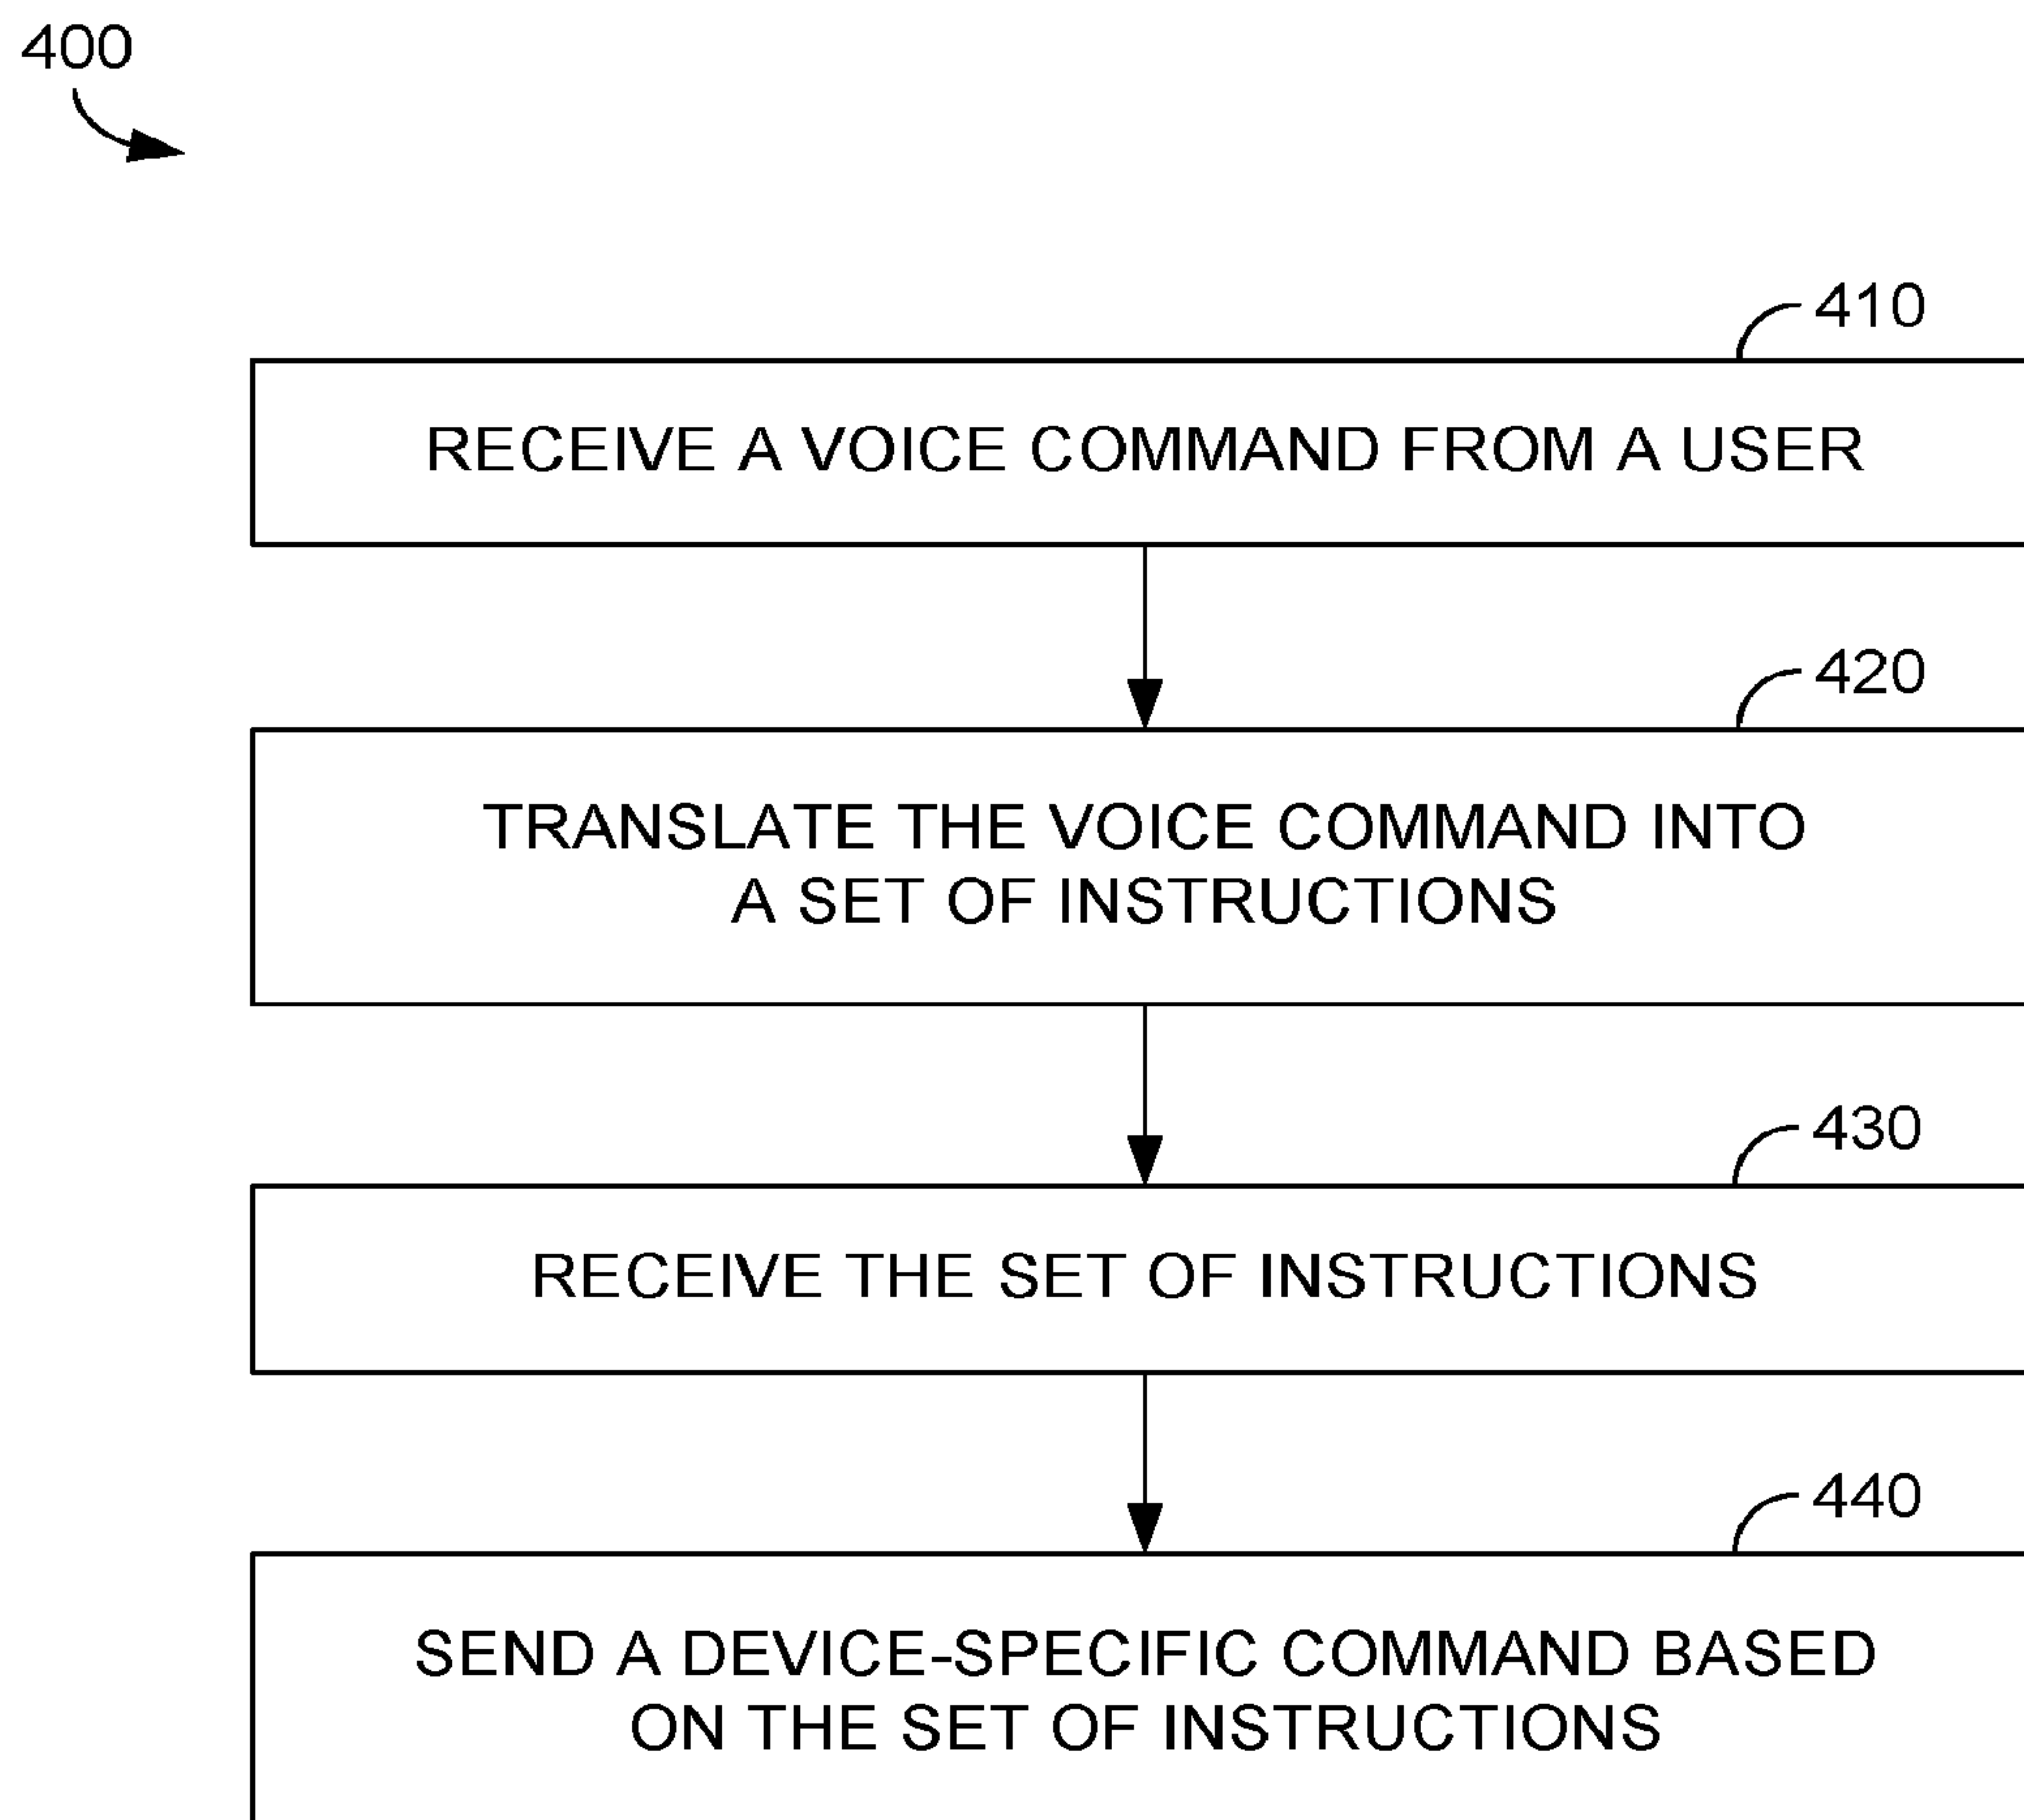 400
410
RECEIVE A VOICE COMMAND FROM A USER
420
TRANSLATE THE VOICE COMMAND INTO
A SET OF INSTRUCTIONS
430
RECEIVE THE SET OF INSTRUCTIONS
440
SEND A DEVICE-SPECIFIC COMMAND BASED
ON THE SET OF INSTRUCTIONS